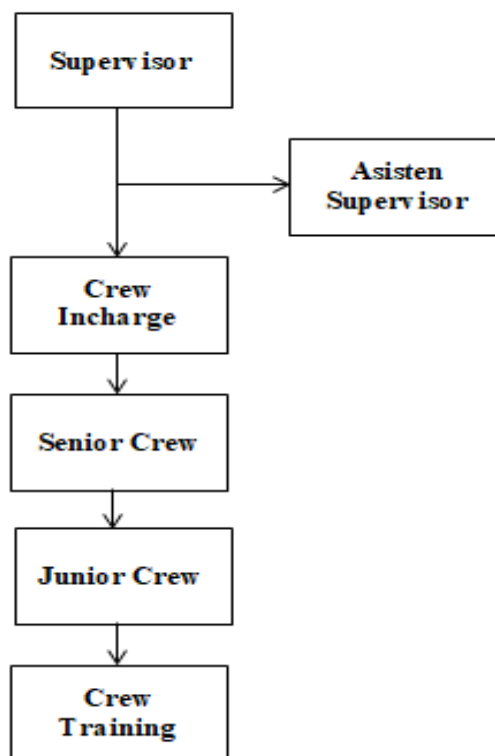 Supervisor
Asisten
Supervisor
Crew
Incharge
Senior Crew
Junior Crew
Crew
Training